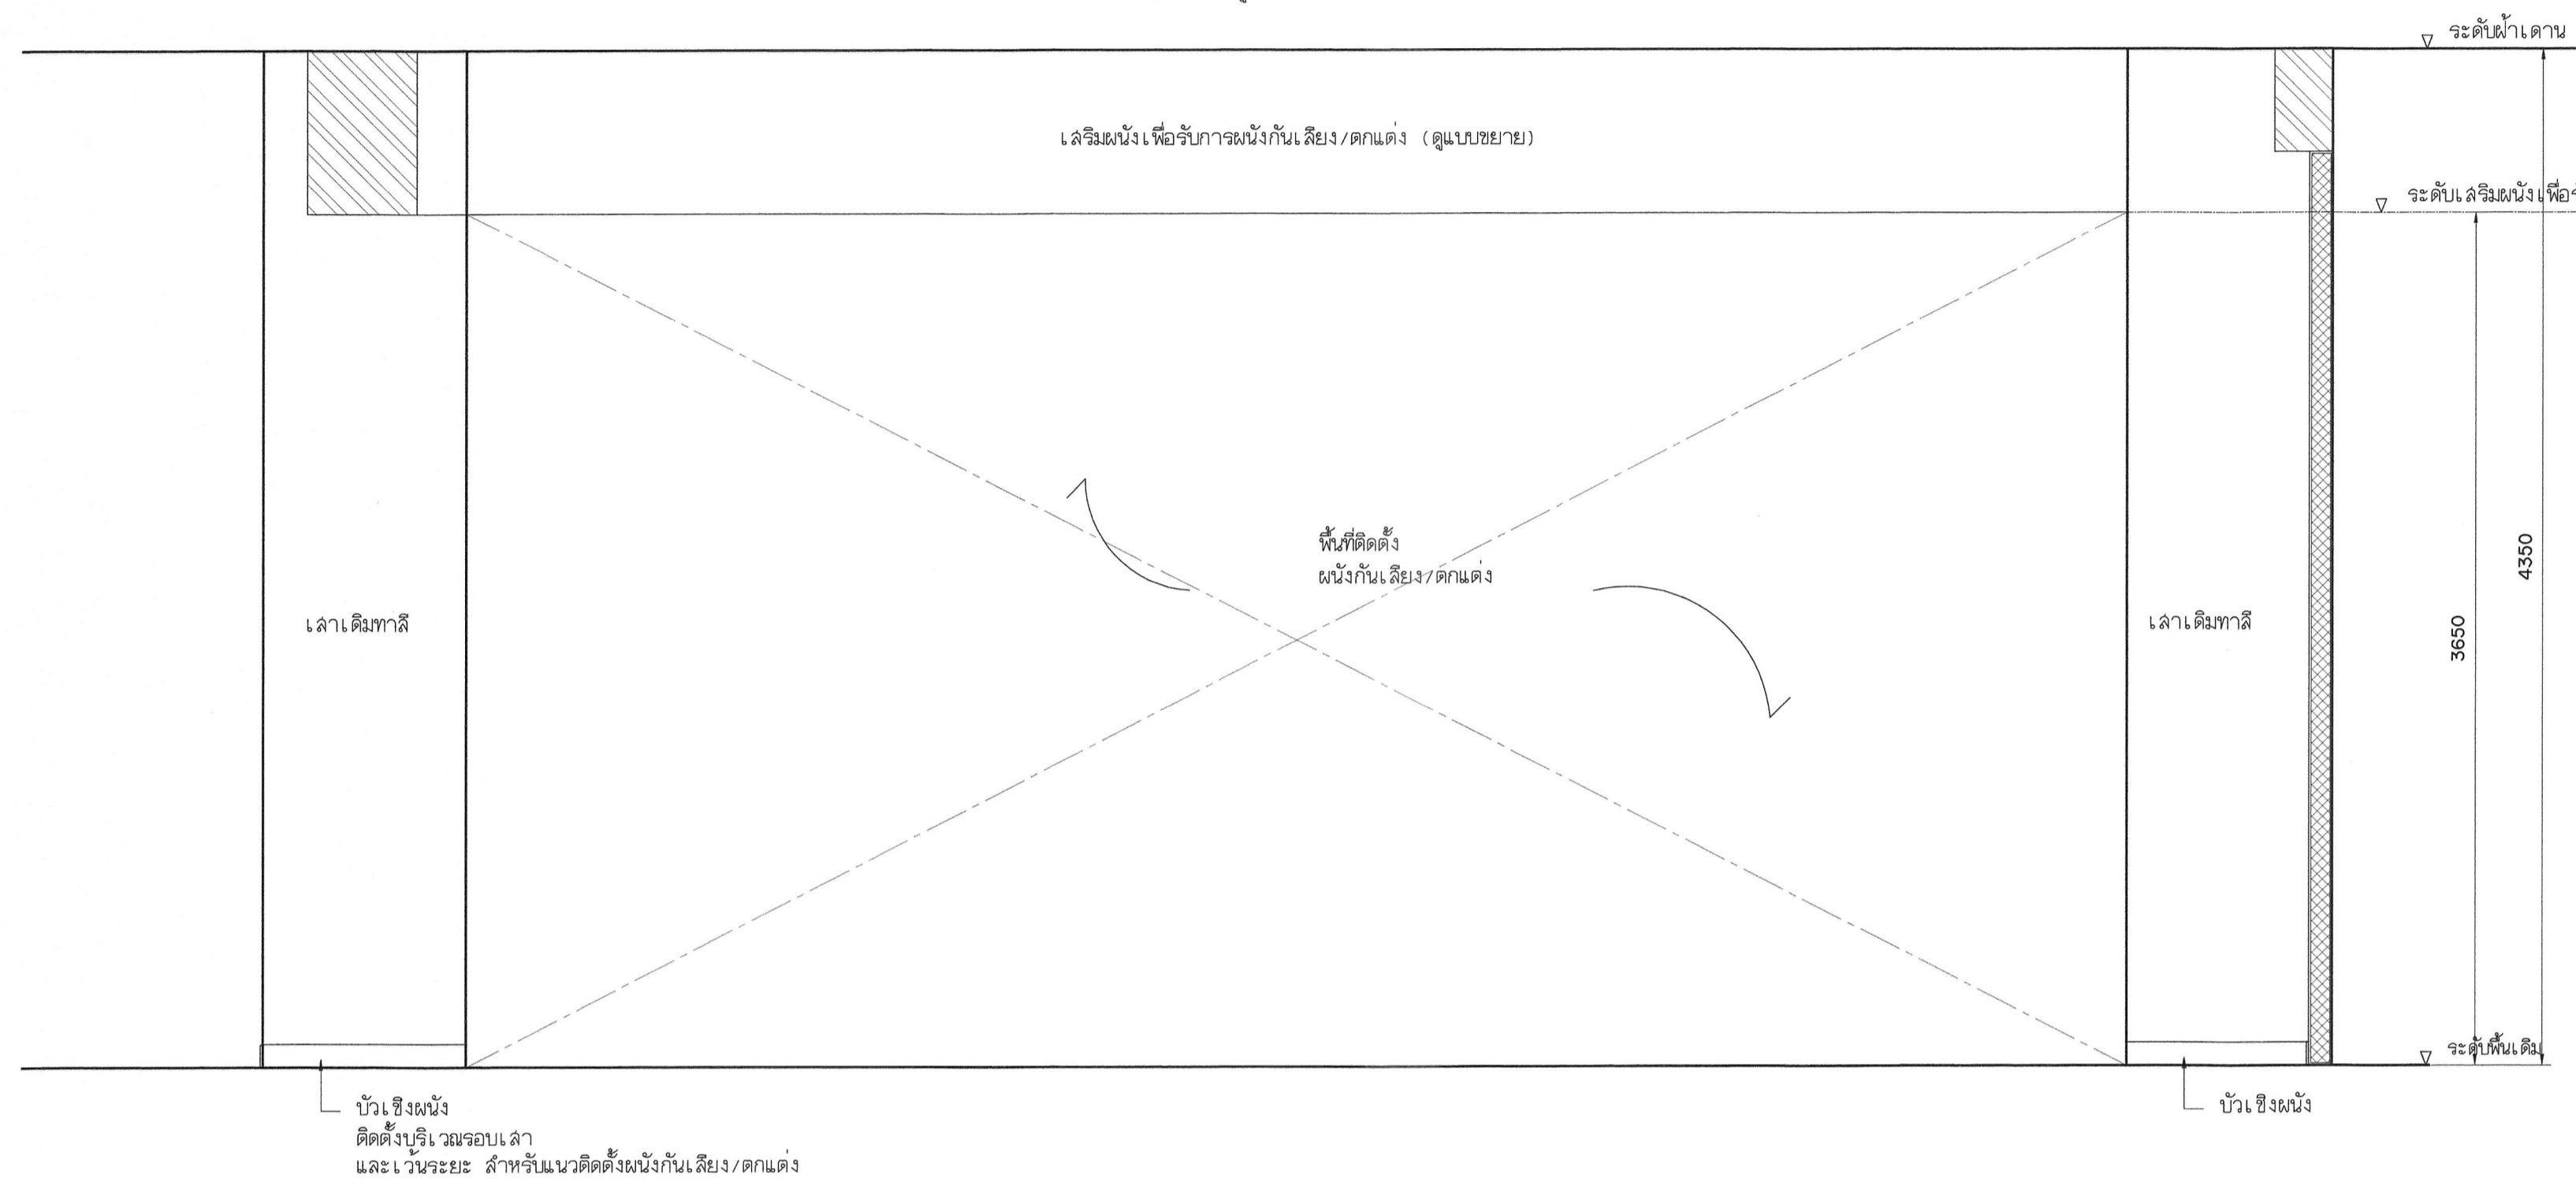 ระดับฝ้าเดาน
เสริมผนังเพื่อรับการผนังกันเสียง/ตกแต่ง (ดูแบบขยาย)
ระดับเสริมผนังเพื่อร
พื้นที่ติดตั้ง
ผนังกันเสียง/ตกแต่ง
เสาเดิมทาสี
เสาเดิมทาสี
3650
4350
ระดับพื้นเดิม
บัวเชิงผนัง
ติดตั้งบริเวณรอบเสา
และเว้นระยะ สำหรับแนวติดตั้งผนังกันเสียง/ตกแต่ง
บัวเชิงผนัง